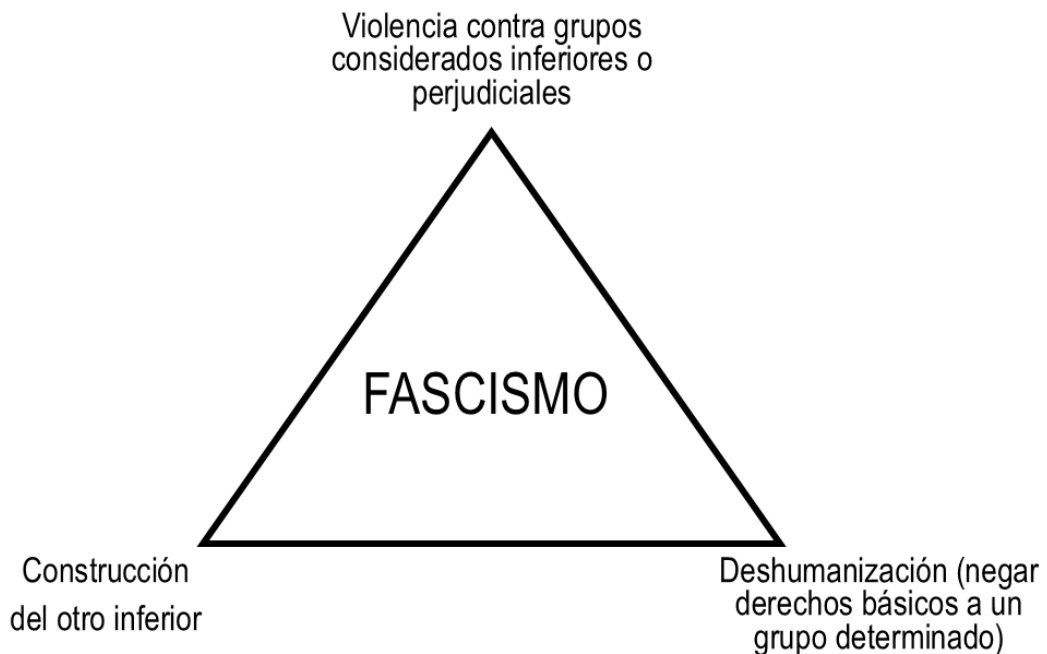 Violencia contra grupos
considerados inferiores o
perjudiciales
FASCISMO
Construcción
del otro inferior
Deshumanización (negar
derechos básicos a un
grupo determinado)